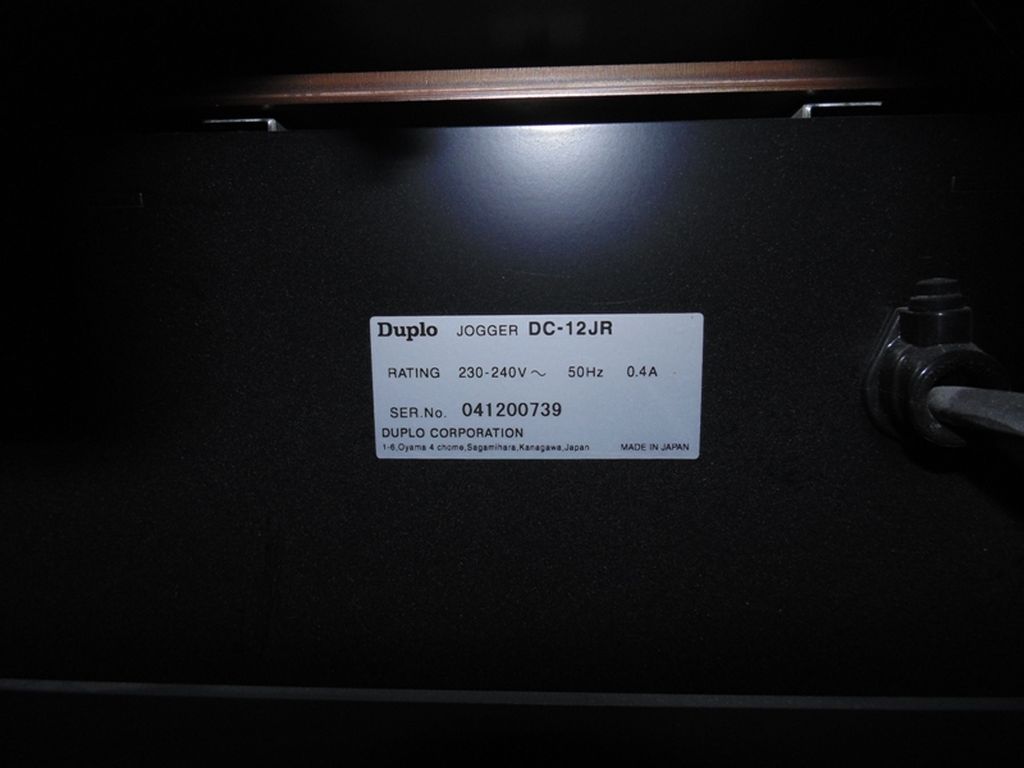 Duplo JOGGER DC-12JR
RATING 230-240V～ 50Hz 0.4A
SER.No. 041200739
DUPLO CORPORATION
1-6,Oyama 4 chome,Sagamihara,Kanagawa,Japan MADE IN JAPAN